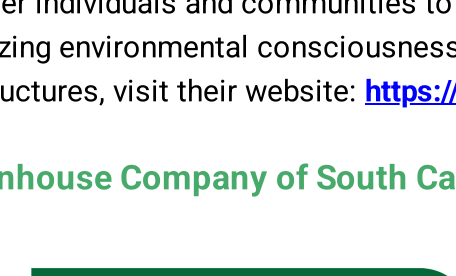 er individuals and communities to
zing environmental consciousness
uctures, visit their website: https://
nhouse Company of South Ca